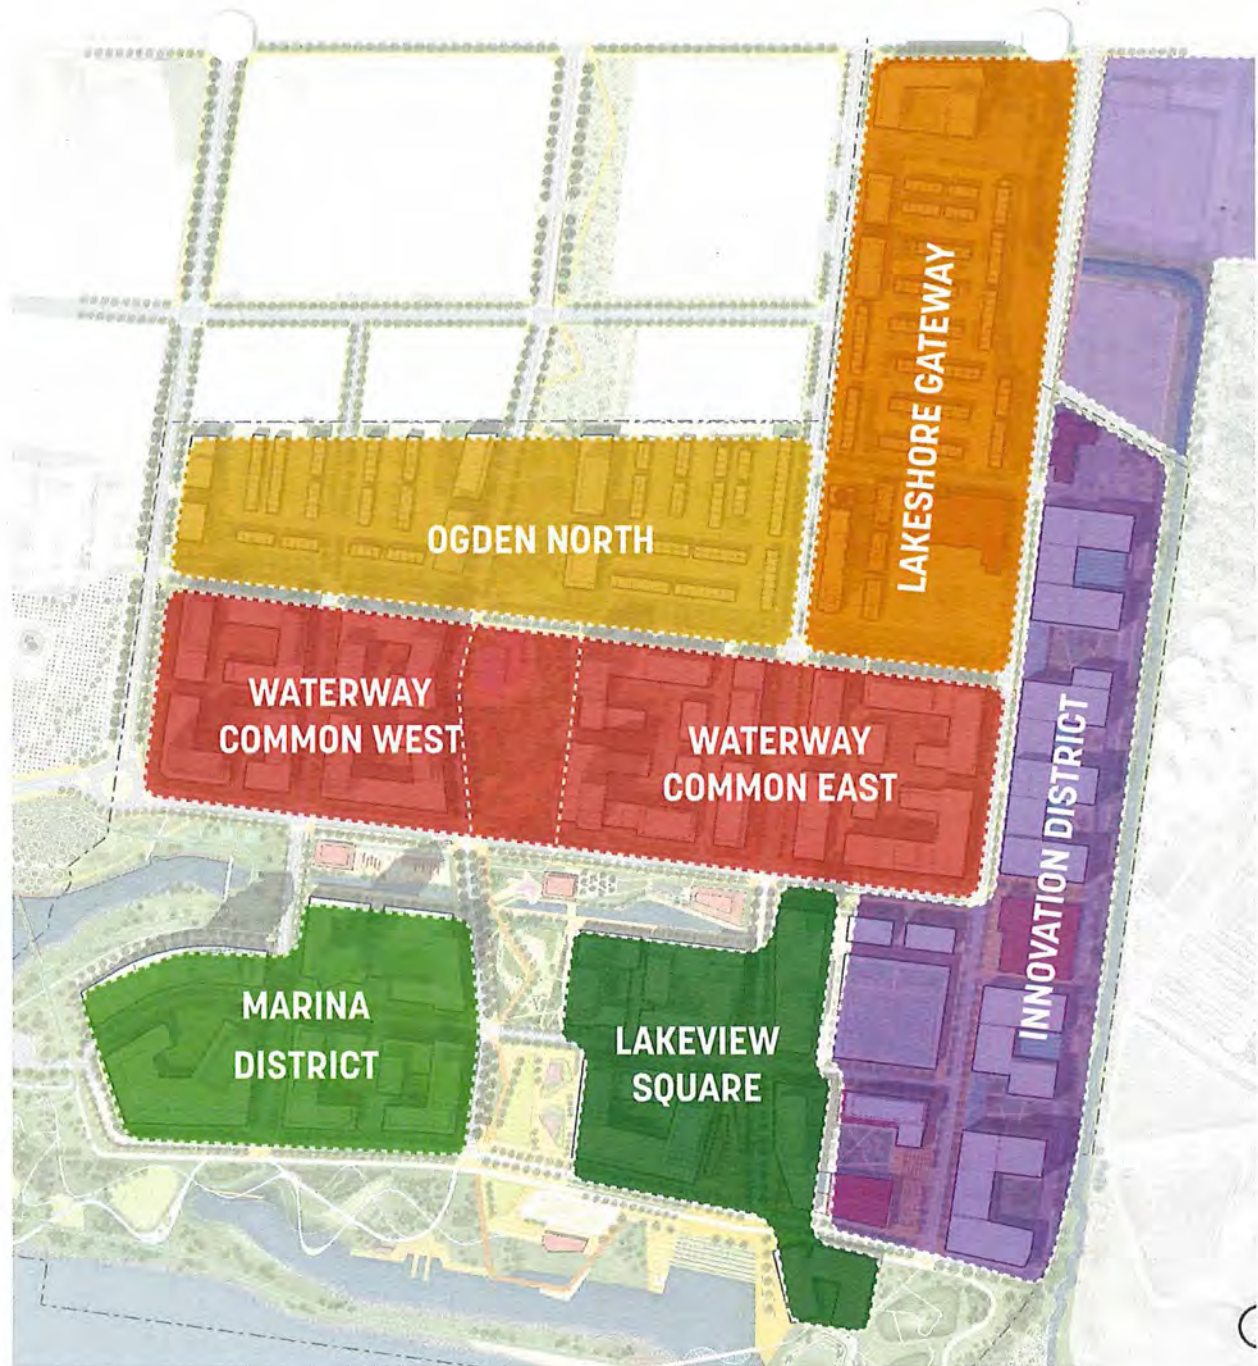 LAKESHORE GATEWAY
OGDEN NORTH
WATERWAY
COMMON WEST
WATERWAY
COMMON EAST
INNOVATION DISTRICT
MARINA
DISTRICT
LAKEVIEW
SQUARE